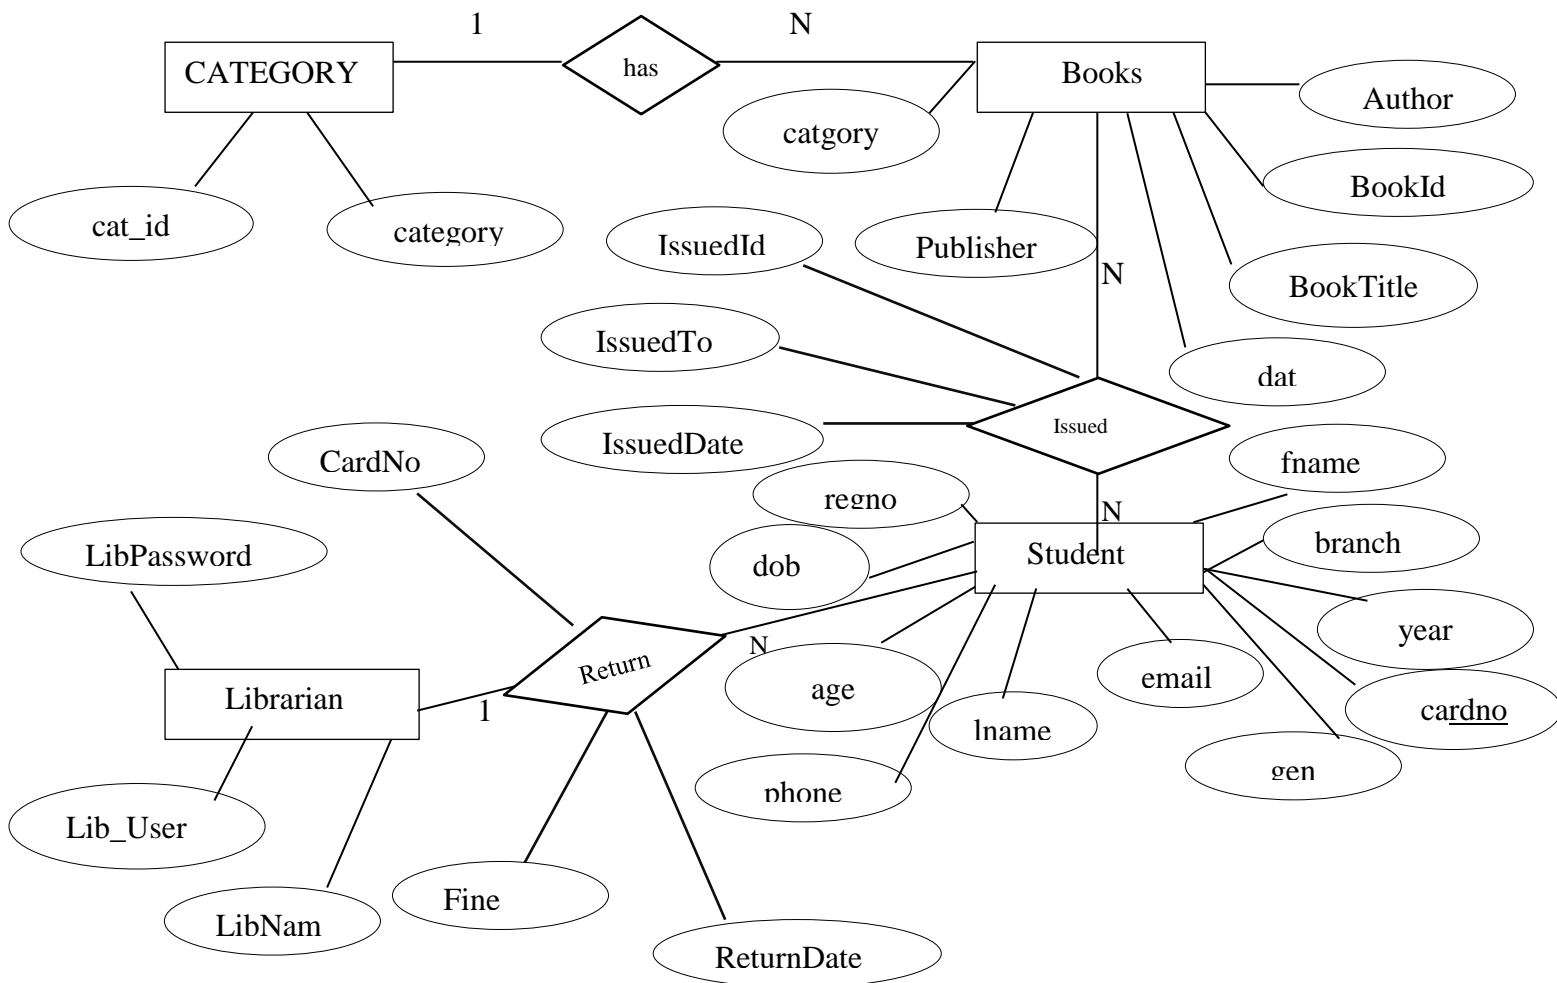 1
N
CATEGORY
has
Books
Author
catgory
BookId
cat_id
category
IssuedId
Publisher
N
BookTitle
IssuedTo
dat
Issued
IssuedDate
CardNo
fname
regno
N
LibPassword
dob
Student
branch
year
Return
N
age
email
Librarian
1
lname
cardno
gen
phone
Lib_User
Fine
LibNam
ReturnDate